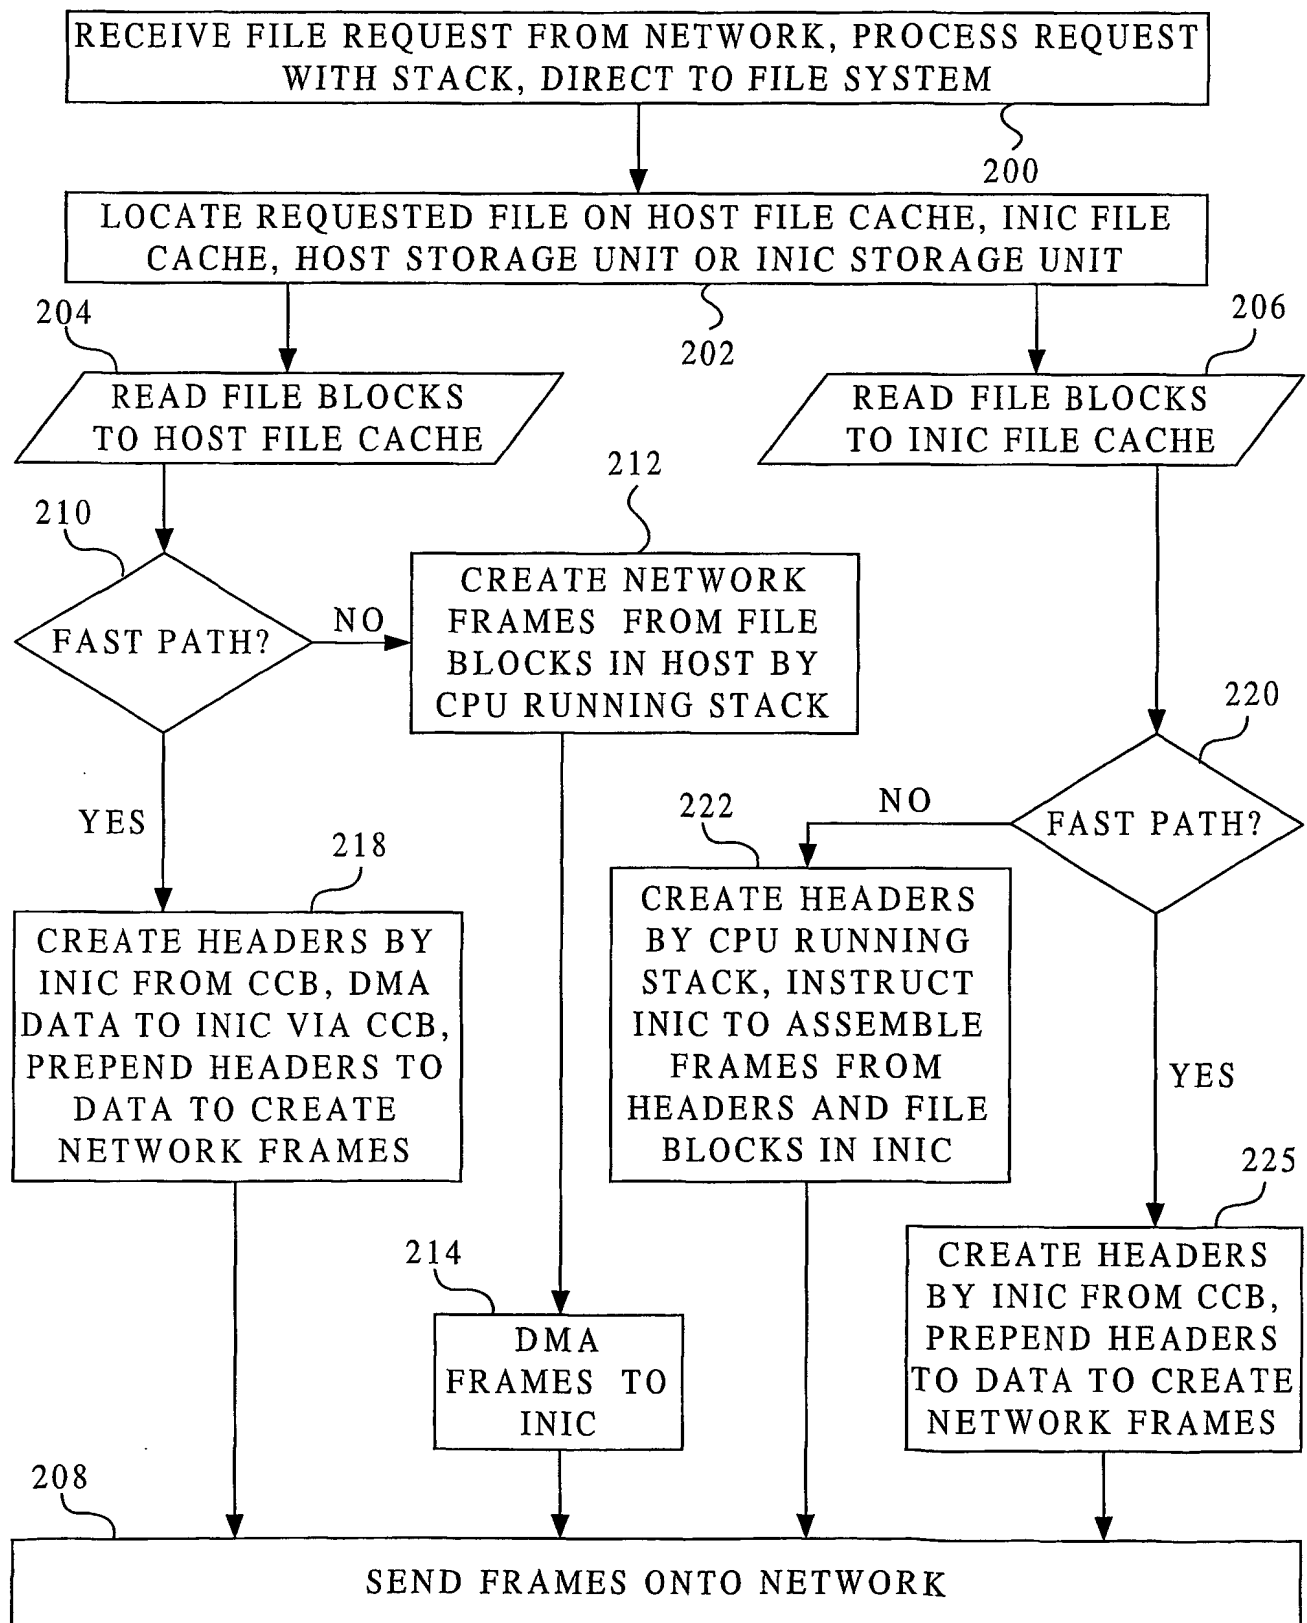 RECEIVE FILE REQUEST FROM NETWORK, PROCESS REQUEST
WITH STACK, DIRECT TO FILE SYSTEM
200
LOCATE REQUESTED FILE ON HOST FILE CACHE, INIC FILE
CACHE, HOST STORAGE UNIT OR INIC STORAGE UNIT
202
204
READ FILE BLOCKS
TO HOST FILE CACHE
206
READ FILE BLOCKS
TO INIC FILE CACHE
210
FAST PATH?
NO
YES
212
CREATE NETWORK
FRAMES FROM FILE
BLOCKS IN HOST BY
CPU RUNNING STACK
220
FAST PATH?
NO
YES
218
CREATE HEADERS BY
INIC FROM CCB, DMA
DATA TO INIC VIA CCB,
PREPEND HEADERS TO
DATA TO CREATE
NETWORK FRAMES
222
CREATE HEADERS
BY CPU RUNNING
STACK, INSTRUCT
INIC TO ASSEMBLE
FRAMES FROM
HEADERS AND FILE
BLOCKS IN INIC
214
DMA
FRAMES TO
INIC
225
CREATE HEADERS
BY INIC FROM CCB,
PREPEND HEADERS
TO DATA TO CREATE
NETWORK FRAMES
208
SEND FRAMES ONTO NETWORK